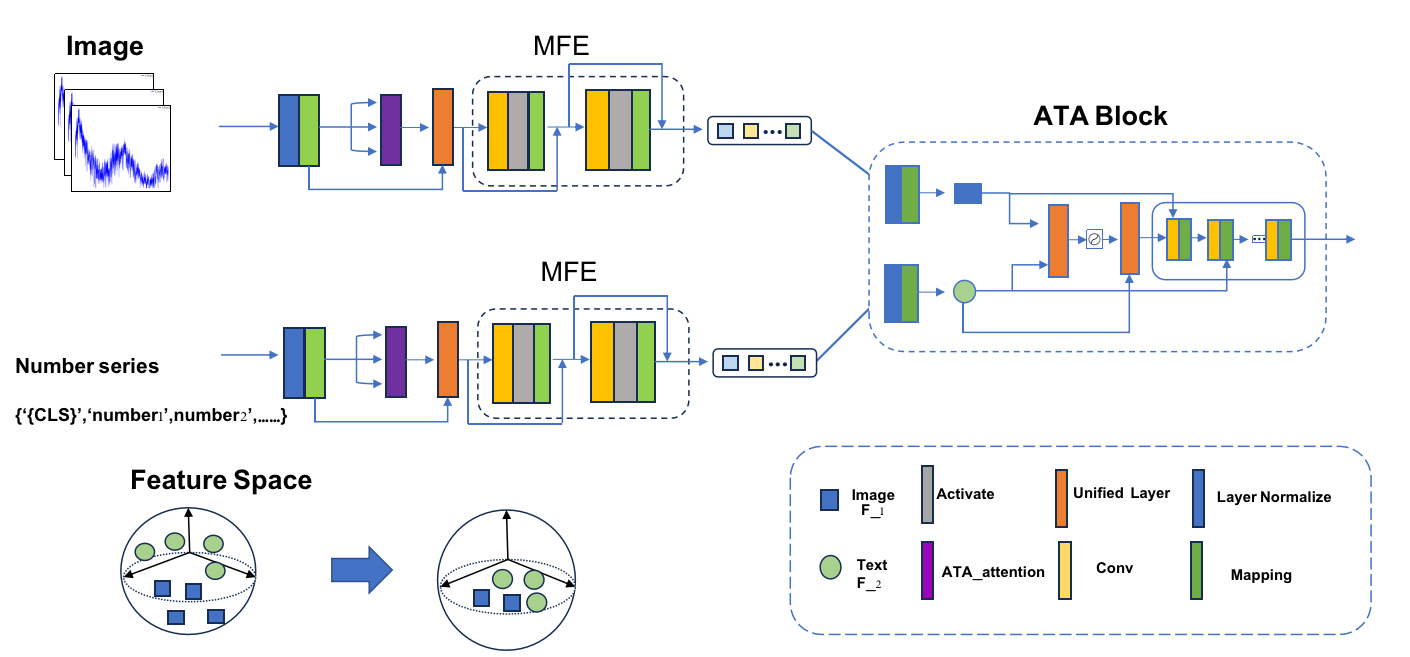 Image
MFE
ATA Block
MFE
Number series
{‘{CLS}’,‘number1’,number2’,......}
Feature Space
Image
F_1
Activate
Unified Layer
Layer Normalize
Text
F_2
ATA_attention
Conv
Mapping